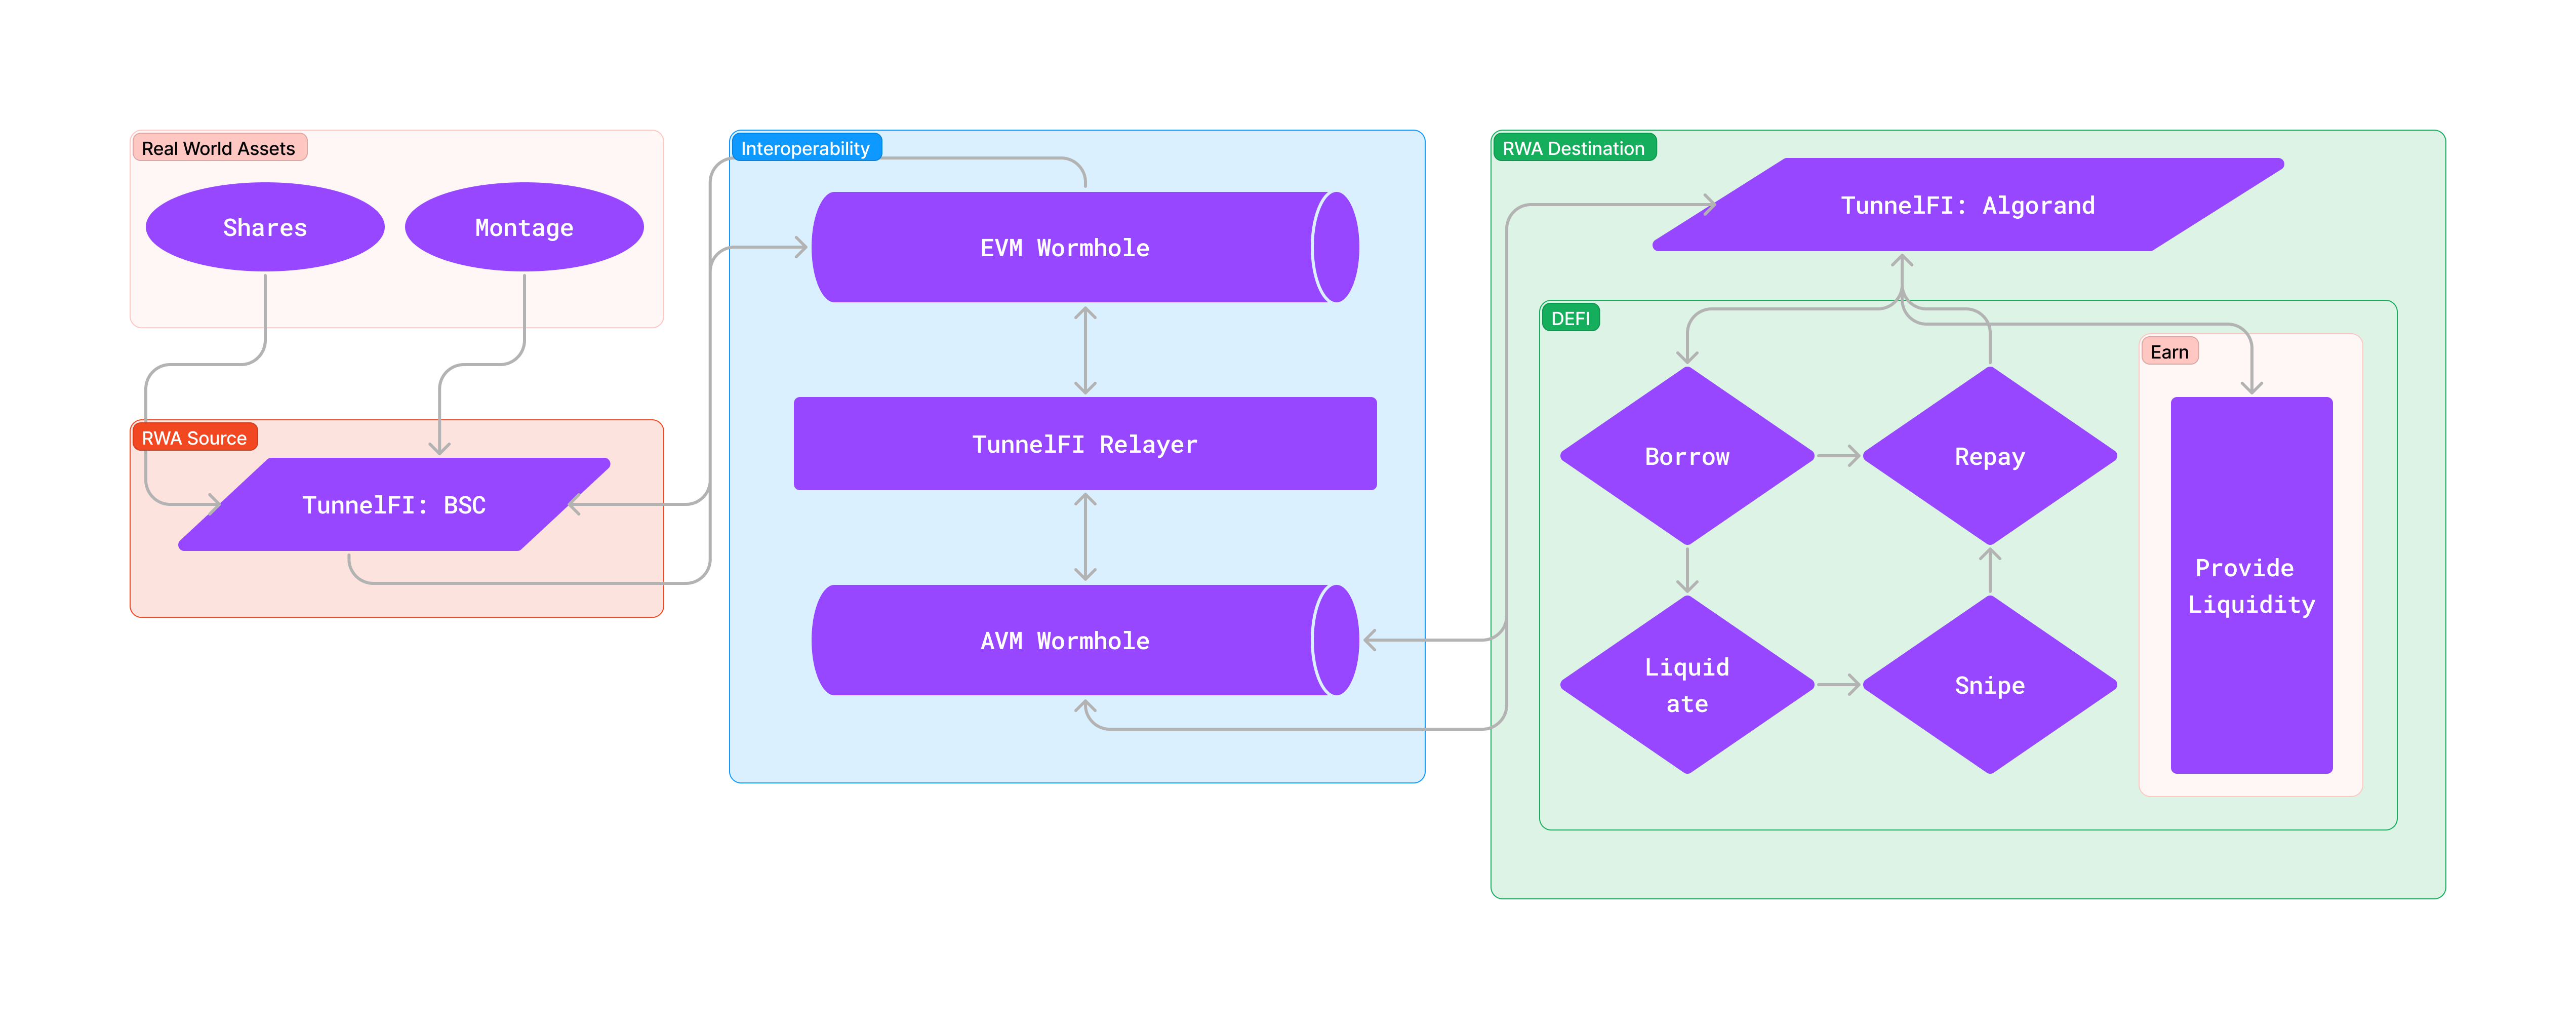 Real World Assets
Shares
Montage
RWA Source
TunnelFI: BSC
Interoperability
EVM Wormhole
TunnelFI Relayer
AVM Wormhole
RWA Destination
TunnelFI: Algorand
DEFI
Borrow
Repay
Liquid
ate
Snipe
Earn
Provide
Liquidity